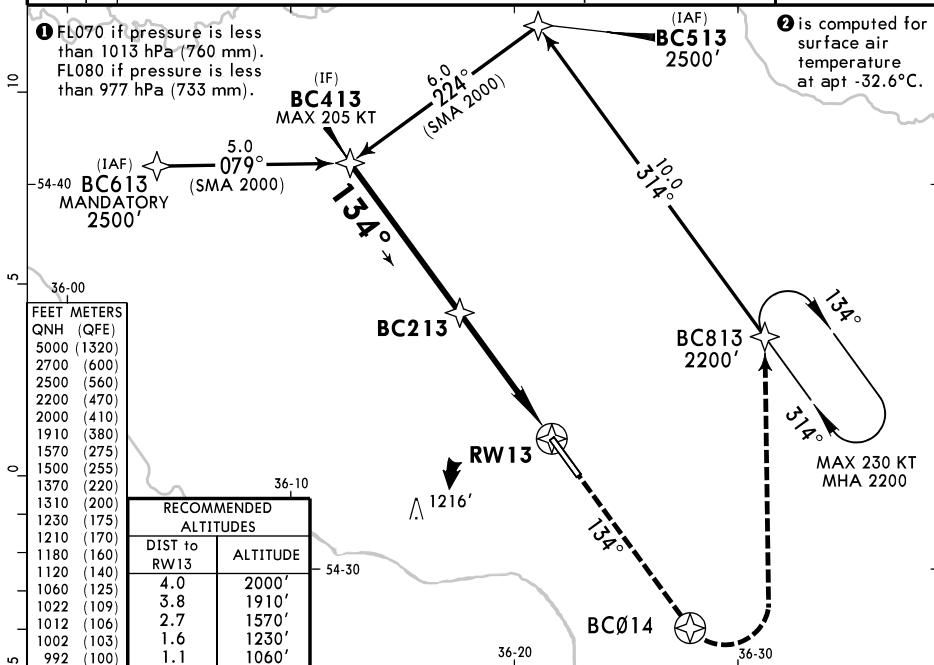 ❶ FL070 if pressure is less
than 1013 hPa (760 mm).
FL080 if pressure is less
than 977 hPa (733 mm).
❷ is computed for
surface air
temperature
at apt -32.6°C.
(IAF)
BC513
2500'
6.0
224°
(SMA 2000)
(IF)
BC413
MAX 205 KT
5.0
079°
(SMA 2000)
(IAF)
BC613
MANDATORY
2500'
10
54-40
134°
10.0
314°
5
36-00
BC213
BC813
2200'
134°
314°
MAX 230 KT
MHA 2200
RW13
1216'
0
36-10
134°
54-30
BCØ14
36-20
36-30
5
FEET METERS
QNH (QFE)
5000 (1320)
2700 (600)
2500 (560)
2200 (470)
2000 (410)
1910 (380)
1570 (275)
1500 (255)
1370 (220)
1310 (200)
1230 (175)
1210 (170)
1180 (160)
1120 (140)
1060 (125)
1022 (109)
1012 (106)
1002 (103)
992 (100)
RECOMMENDED
ALTITUDES
DIST to
RW13
ALTITUDE
4.0 2000'
3.8 1910'
2.7 1570'
1.6 1230'
1.1 1060'